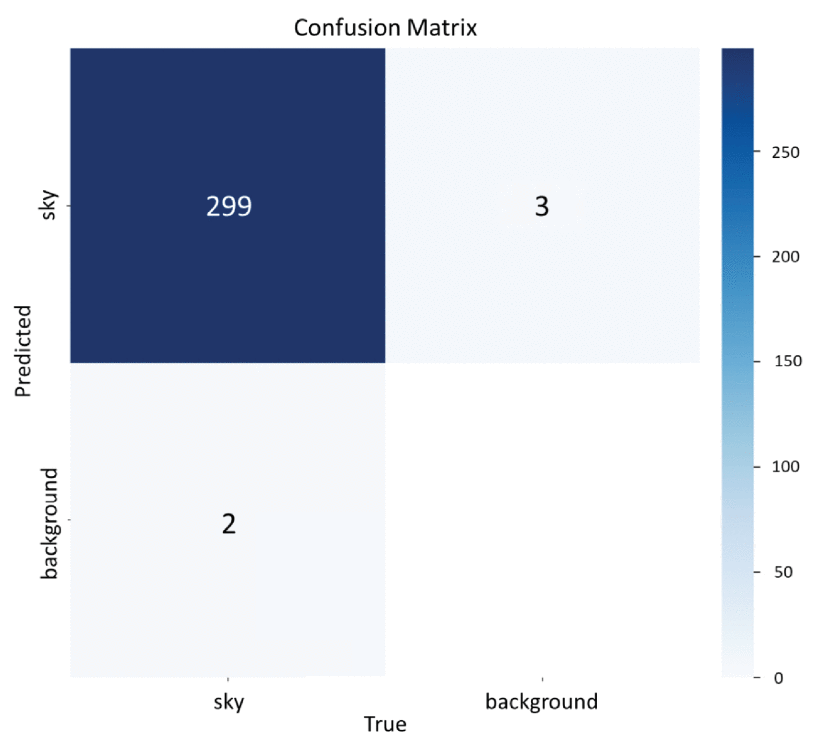 Confusion Matrix
sky
299
3
Predicted
background
2
sky
background
True
250
200
150
100
50
0